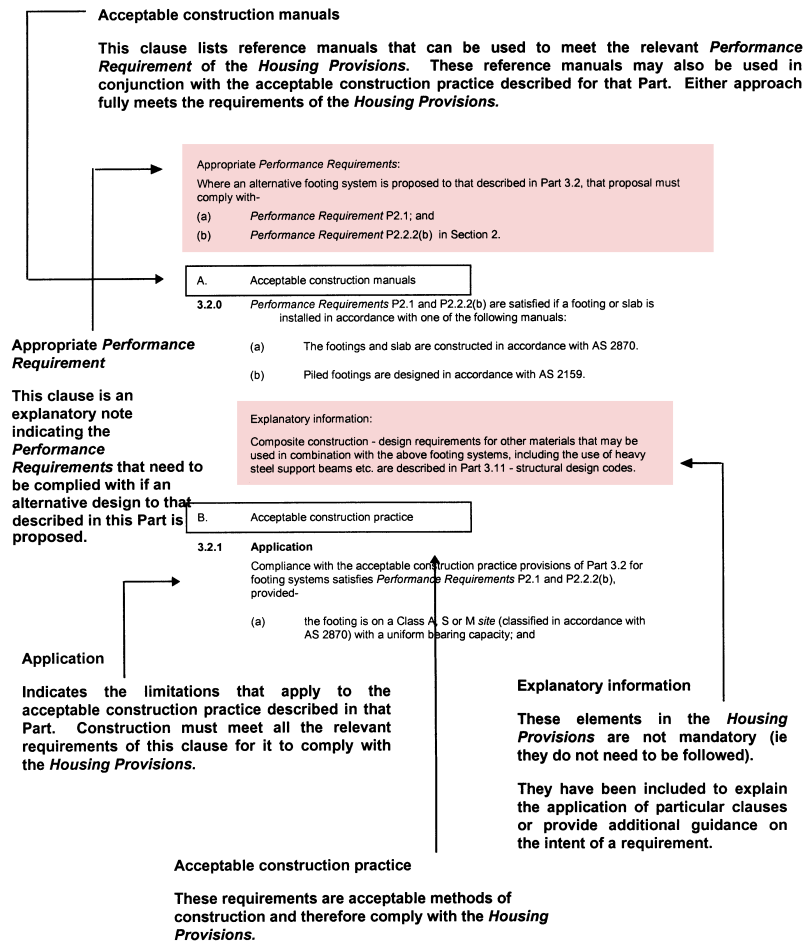 Acceptable construction manuals
This clause lists reference manuals that can be used to meet the relevant Performance
Requirement of the Housing Provisions. These reference manuals may also be used in
conjunction with the acceptable construction practice described for that Part. Either approach
fully meets the requirements of the Housing Provisions.
Appropriate Performance Requirements:
Where an alternative footing system is proposed to that described in Part 3.2, that proposal must
comply with-
(a) Performance Requirement P2.1; and
(b) Performance Requirement P2.2.2(b) in Section 2.
A. Acceptable construction manuals
3.2.0 Performance Requirements P2.1 and P2.2.2(b) are satisfied if a footing or slab is
installed in accordance with one of the following manuals:
(a) The footings and slab are constructed in accordance with AS 2870.
(b) Piled footings are designed in accordance with AS 2159.
Appropriate Performance
Requirement
This clause is an
explanatory note
indicating the
Performance
Requirements that need to
be complied with if an
alternative design to that
described in this Part is
proposed.
Explanatory information:
Composite construction - design requirements for other materials that may be
used in combination with the above footing systems, including the use of heavy
steel support beams etc. are described in Part 3.11 - structural design codes.
B. Acceptable construction practice
3.2.1 Application
Compliance with the acceptable construction practice provisions of Part 3.2 for
footing systems satisfies Performance Requirements P2.1 and P2.2.2(b),
provided-
(a) the footing is on a Class A, S or M site (classified in accordance with
AS 2870) with a uniform bearing capacity; and
Application
Indicates the limitations that apply to the
acceptable construction practice described in that
Part. Construction must meet all the relevant
requirements of this clause for it to comply with
the Housing Provisions.
Explanatory information
These elements in the Housing
Provisions are not mandatory (ie
they do not need to be followed).
They have been included to explain
the application of particular clauses
or provide additional guidance on
the intent of a requirement.
Acceptable construction practice
These requirements are acceptable methods of
construction and therefore comply with the Housing
Provisions.